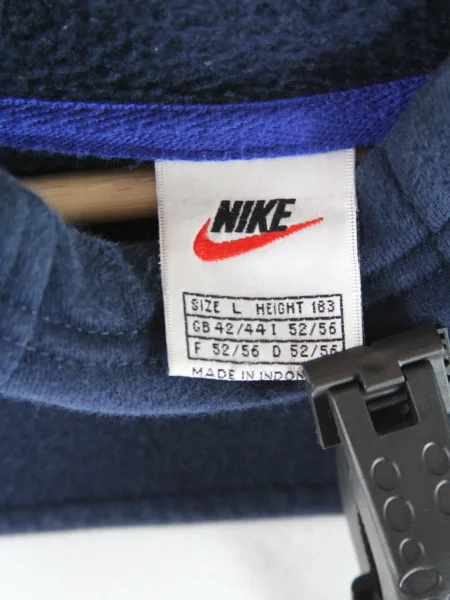 NIKE
SIZE L HEIGHT 183
GB 42/44 I 52/56
F 52/56 D 52/56
MADE IN INDON